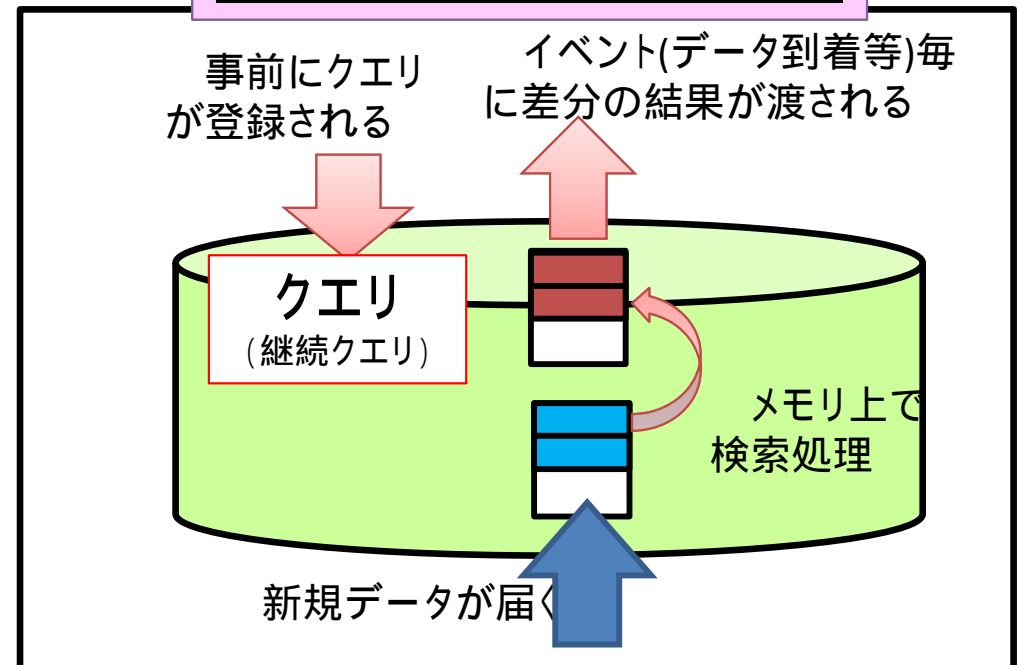 事前にクエリ
が登録される
イベント(データ到着等)毎
に差分の結果が渡される
クエリ
(継続クエリ)
メモリ上で
検索処理
新規データが届く